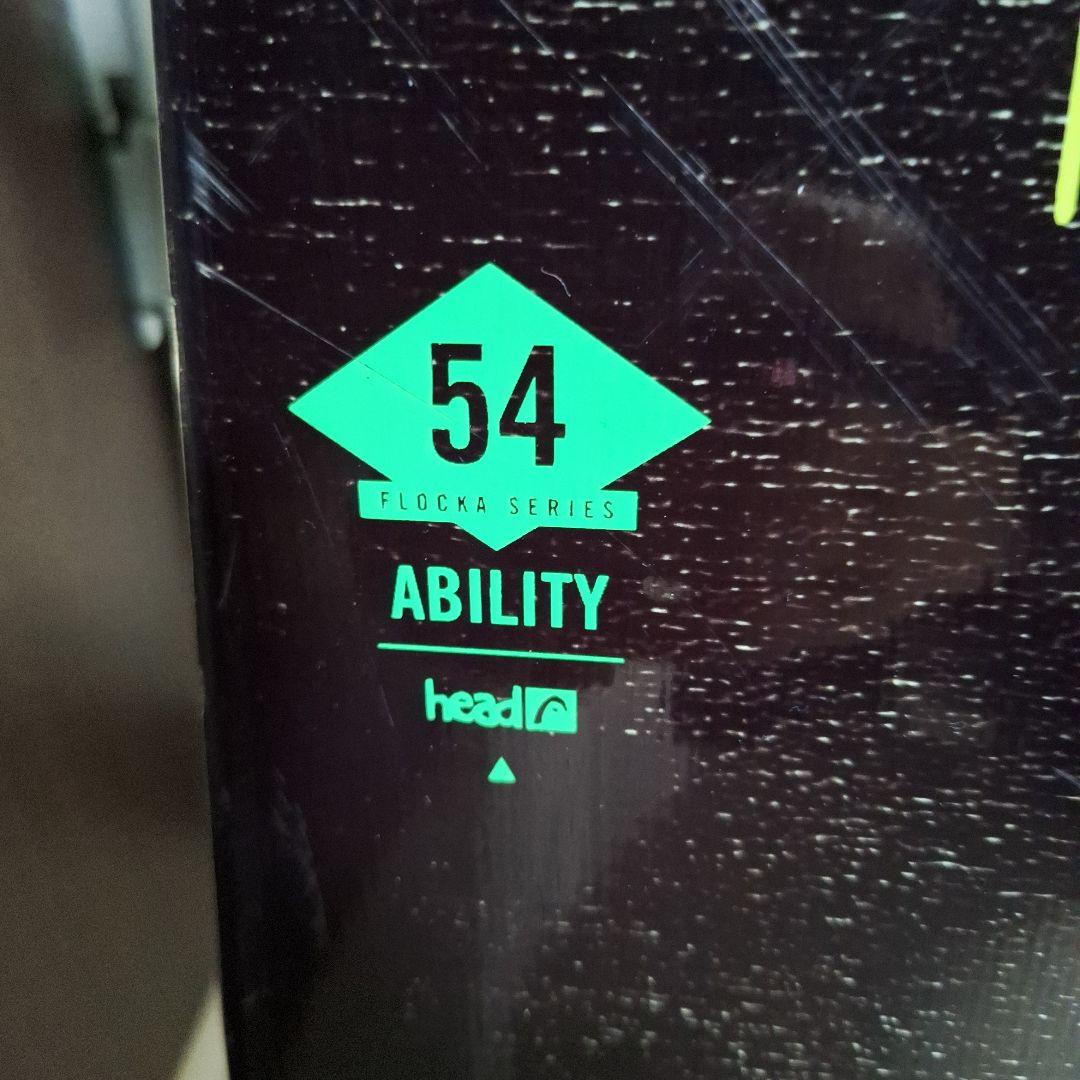 54
FLOCKA SERIES
ABILITY
head